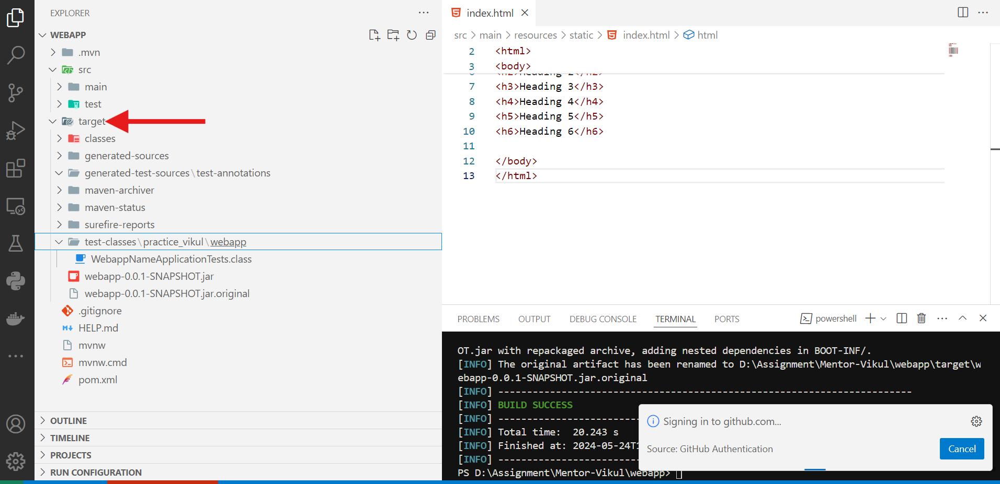 EXPLORER
WEBAPP
.mvn
src
main
test
target
classes
generated-sources
generated-test-sources\test-annotations
maven-archiver
maven-status
surefire-reports
test-classes\practice_vikul\webapp
WebappNameApplicationTests.class
webapp-0.0.1-SNAPSHOT.jar
webapp-0.0.1-SNAPSHOT.jar.original
.gitignore
HELP.md
mvnw
mvnw.cmd
pom.xml
OUTLINE
TIMELINE
PROJECTS
RUN CONFIGURATION
index.html
src > main > resources > static > index.html > html
2 <html>
3 <body>
6 <h2>Heading 2</h2>
7 <h3>Heading 3</h3>
8 <h4>Heading 4</h4>
9 <h5>Heading 5</h5>
10 <h6>Heading 6</h6>
11
12 </body>
13 </html>
PROBLEMS OUTPUT DEBUG CONSOLE TERMINAL PORTS powershell
OT.jar with repackaged archive, adding nested dependencies in BOOT-INF/.
[INFO] The original artifact has been renamed to D:\Assignment\Mentor-Vikul\webapp\target\w
ebapp-0.0.1-SNAPSHOT.jar.original
[INFO] ------------------------------------------------------------------------
[INFO] BUILD SUCCESS
[INFO] -------------------------
[INFO] Total time:  20.243 s
[INFO] Finished at: 2024-05-24T
[INFO] -------------------------
PS D:\Assignment\Mentor-Vikul\webapp>
Signing in to github.com...
Source: GitHub Authentication
Cancel